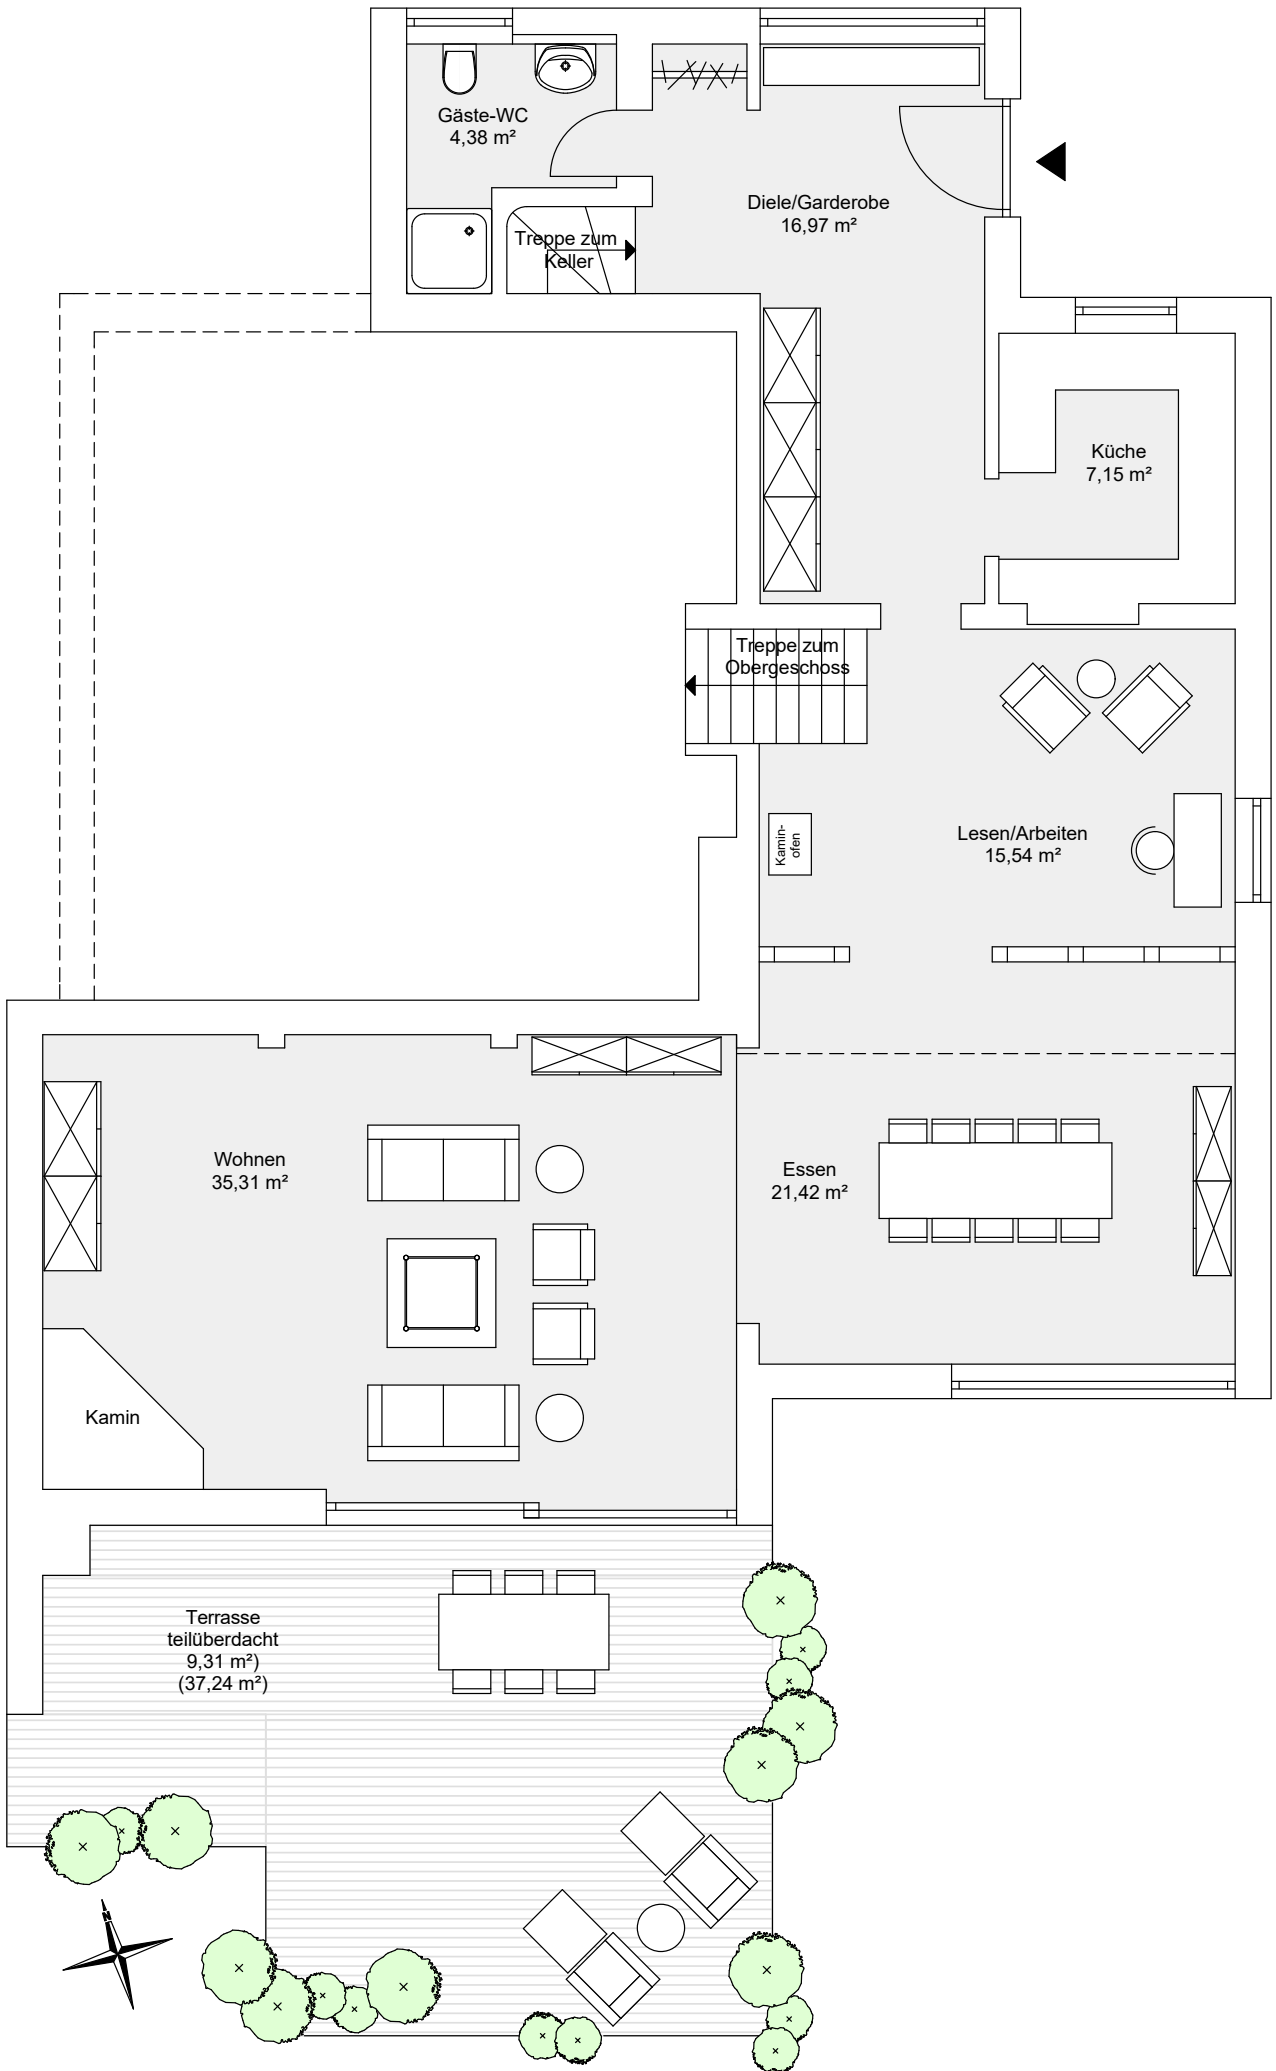 Gäste-WC
4,38 m²
Diele/Garderobe
16,97 m²
Treppe zum
Keller
Küche
7,15 m²
Treppe zum
Obergeschoss
Kamin-
ofen
Lesen/Arbeiten
15,54 m²
Wohnen
35,31 m²
Essen
21,42 m²
Kamin
Terrasse
teilüberdacht
9,31 m²)
(37,24 m²)
N